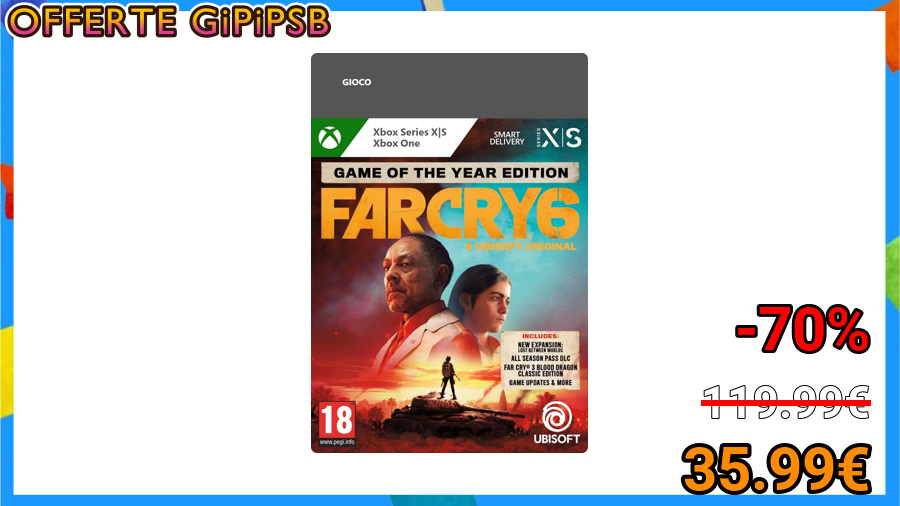 OFFERTE GiPiPSB
GIOCO
Xbox Series X|S
Xbox One
SMART
DELIVERY
SERIES
X|S
GAME OF THE YEAR EDITION
FARCRY6
A UBISOFT ORIGINAL
INCLUDES:
NEW EXPANSION:
LOST BETWEEN WORLDS
ALL SEASON PASS DLC
FAR CRY® 3 BLOOD DRAGON
CLASSIC EDITION
GAME UPDATES & MORE
18
www.pegi.info
UBISOFT
-70%
119.99€
35.99€